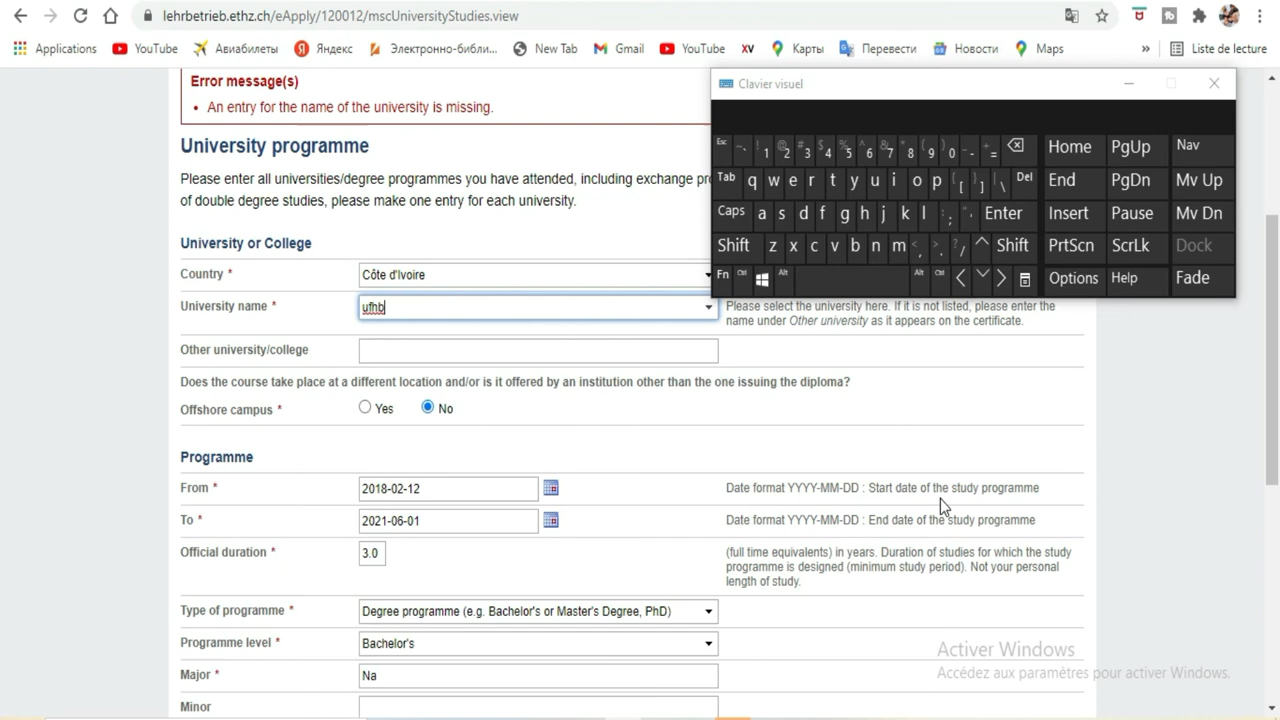 lehrbetrieb.ethz.ch/eApply/120012/mscUniversityStudies.view
Applications YouTube Авиабилеты Яндекс Электронно-библи... New Tab Gmail YouTube XV Карты Перевести Новости Maps » Liste de lecture
Error message(s)
• An entry for the name of the university is missing.
University programme
Please enter all universities/degree programmes you have attended, including exchange pr
of double degree studies, please make one entry for each university.
University or College
Country * Côte d'Ivoire
University name * ufhb Please select the university here. If it is not listed, please enter the
name under Other university as it appears on the certificate.
Other university/college
Does the course take place at a different location and/or is it offered by an institution other than the one issuing the diploma?
Offshore campus * Yes No
Programme
From * 2018-02-12 Date format YYYY-MM-DD : Start date of the study programme
To * 2021-06-01 Date format YYYY-MM-DD : End date of the study programme
Official duration * 3.0 (full time equivalents) in years. Duration of studies for which the study
programme is designed (minimum study period). Not your personal
length of study.
Type of programme * Degree programme (e.g. Bachelor's or Master's Degree, PhD)
Programme level * Bachelor's
Major * Na
Minor
Clavier visuel
Esc ~ ` ! 1 @ 2 # 3 $ 4 % 5 ^ 6 & 7 * 8 ( 9 ) 0 _ - + = Home PgUp Nav
Tab q w e r t y u i o p { [ } ] | \ Del End PgDn Mv Up
Caps a s d f g h j k l : ; " ' Enter Insert Pause Mv Dn
Shift z x c v b n m < , > . ? / ^ Shift PrtScn ScrLk Dock
Fn Ctrl Alt Alt Ctrl Options Help Fade
Activer Windows
Accédez aux paramètres pour activer Windows.